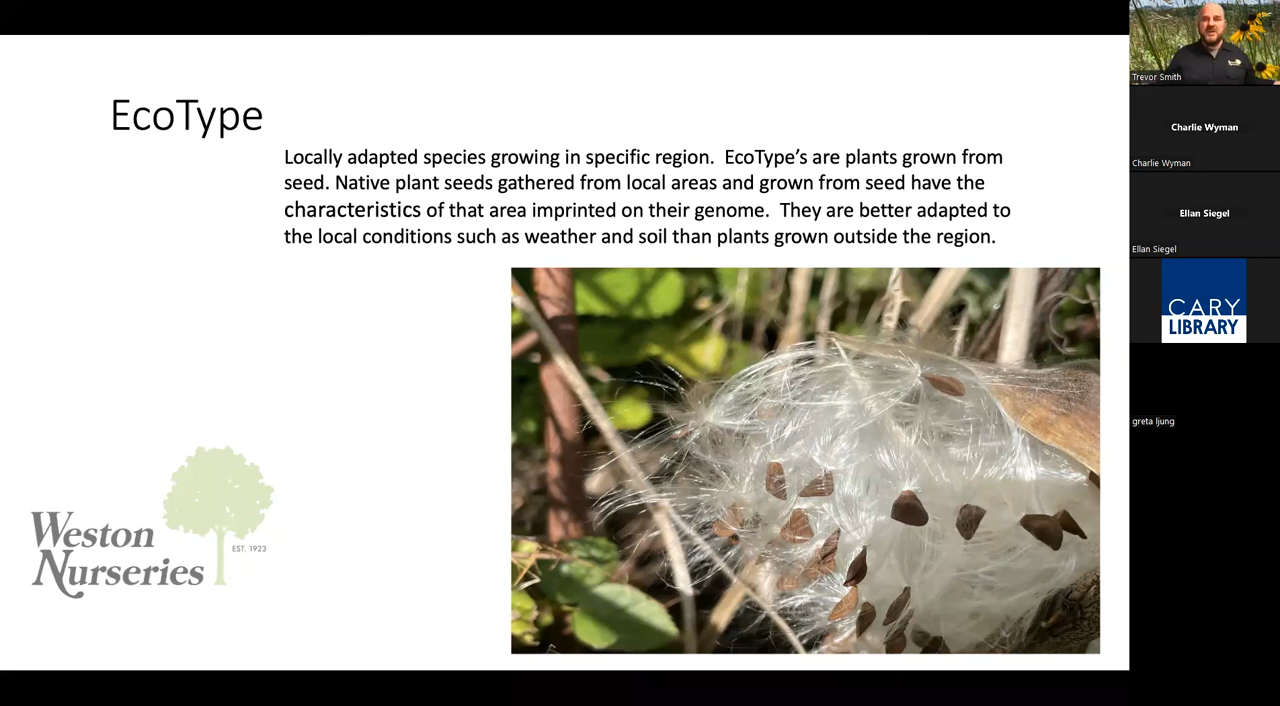 EcoType
Locally adapted species growing in specific region.  EcoType's are plants grown from
seed. Native plant seeds gathered from local areas and grown from seed have the
characteristics of that area imprinted on their genome.  They are better adapted to
the local conditions such as weather and soil than plants grown outside the region.
Weston
Nurseries
EST. 1923
Trevor Smith
Charlie Wyman
Charlie Wyman
Ellan Siegel
Ellan Siegel
CARY
LIBRARY
greta ljung